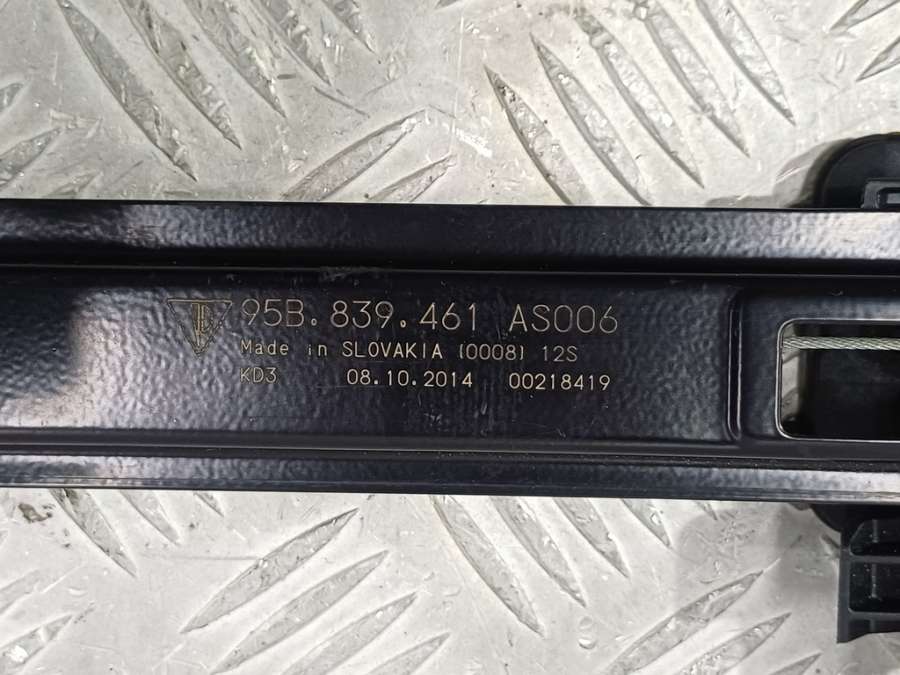 95B.839.461 AS006
Made in SLOVAKIA (0008) 12S
KD3 08.10.2014 00218419